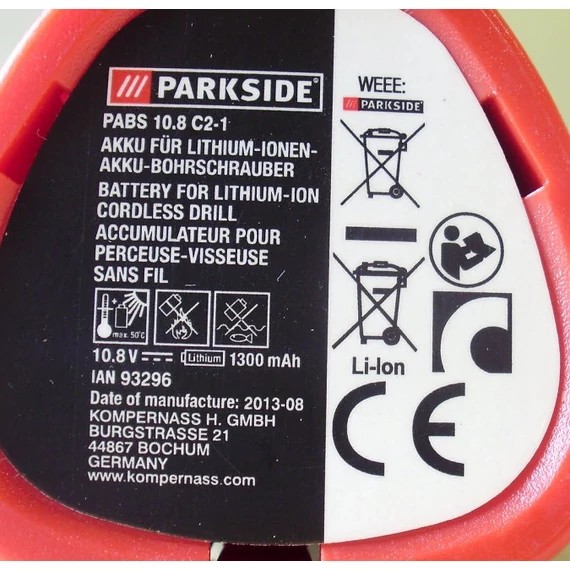 PARKSIDE®
PABS 10.8 C2-1
AKKU FÜR LITHIUM-IONEN-
AKKU-BOHRSCHRAUBER
BATTERY FOR LITHIUM-ION
CORDLESS DRILL
ACCUMULATEUR POUR
PERCEUSE-VISSEUSE
SANS FIL
max. 50°C
10.8 V Lithium 1300 mAh
IAN 93296
Date of manufacture: 2013-08
KOMPERNASS H. GMBH
BURGSTRASSE 21
44867 BOCHUM
GERMANY
www.kompernass.com
WEEE:
PARKSIDE
Li-Ion
CE